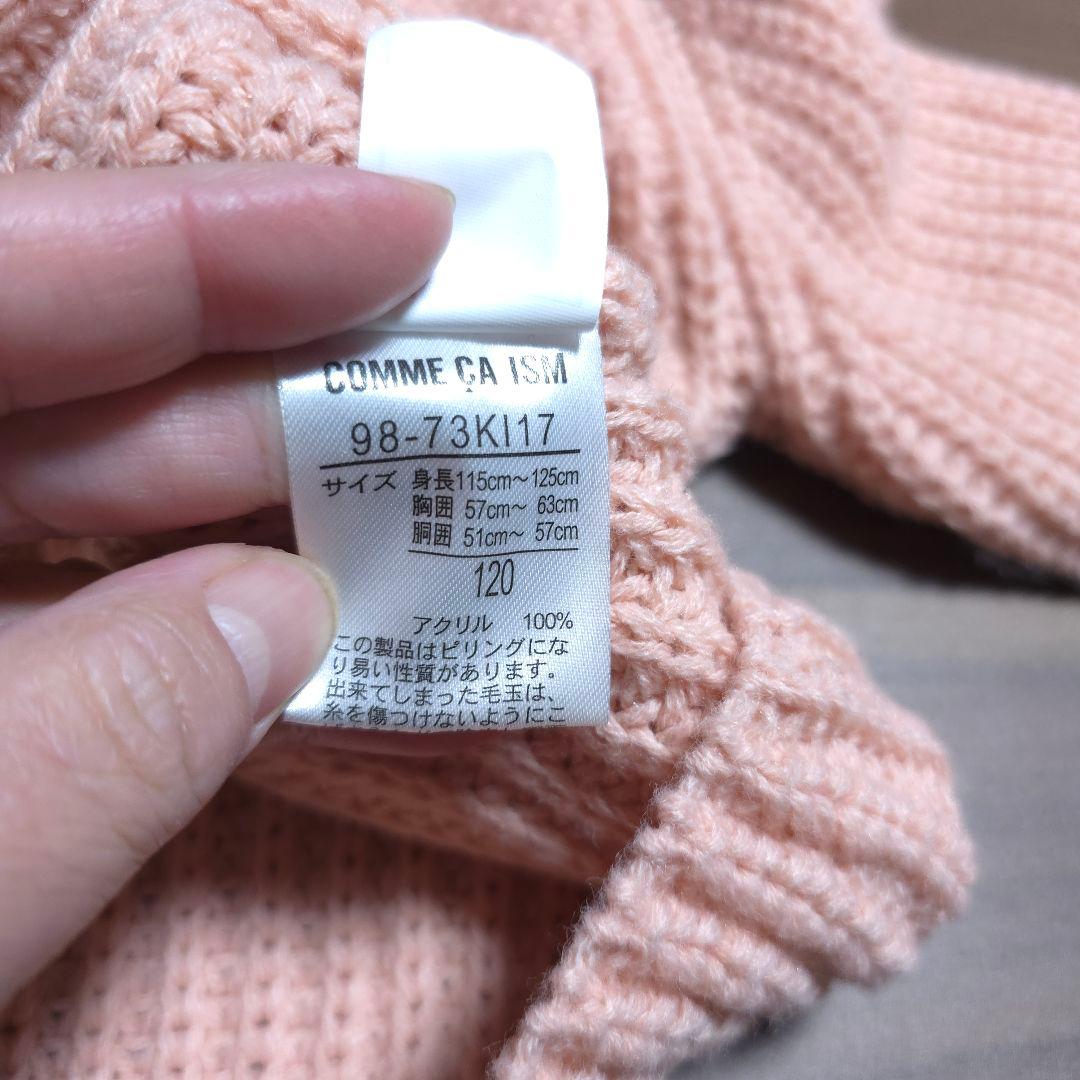 COMME ÇA ISM
98-73KI17
サイズ 身長115cm～125cm
胸囲 57cm～ 63cm
胴囲 51cm～ 57cm
120
アクリル 100%
この製品はピリングにな
り易い性質があります。
出来てしまった毛玉は、
糸を傷つけないようにこ